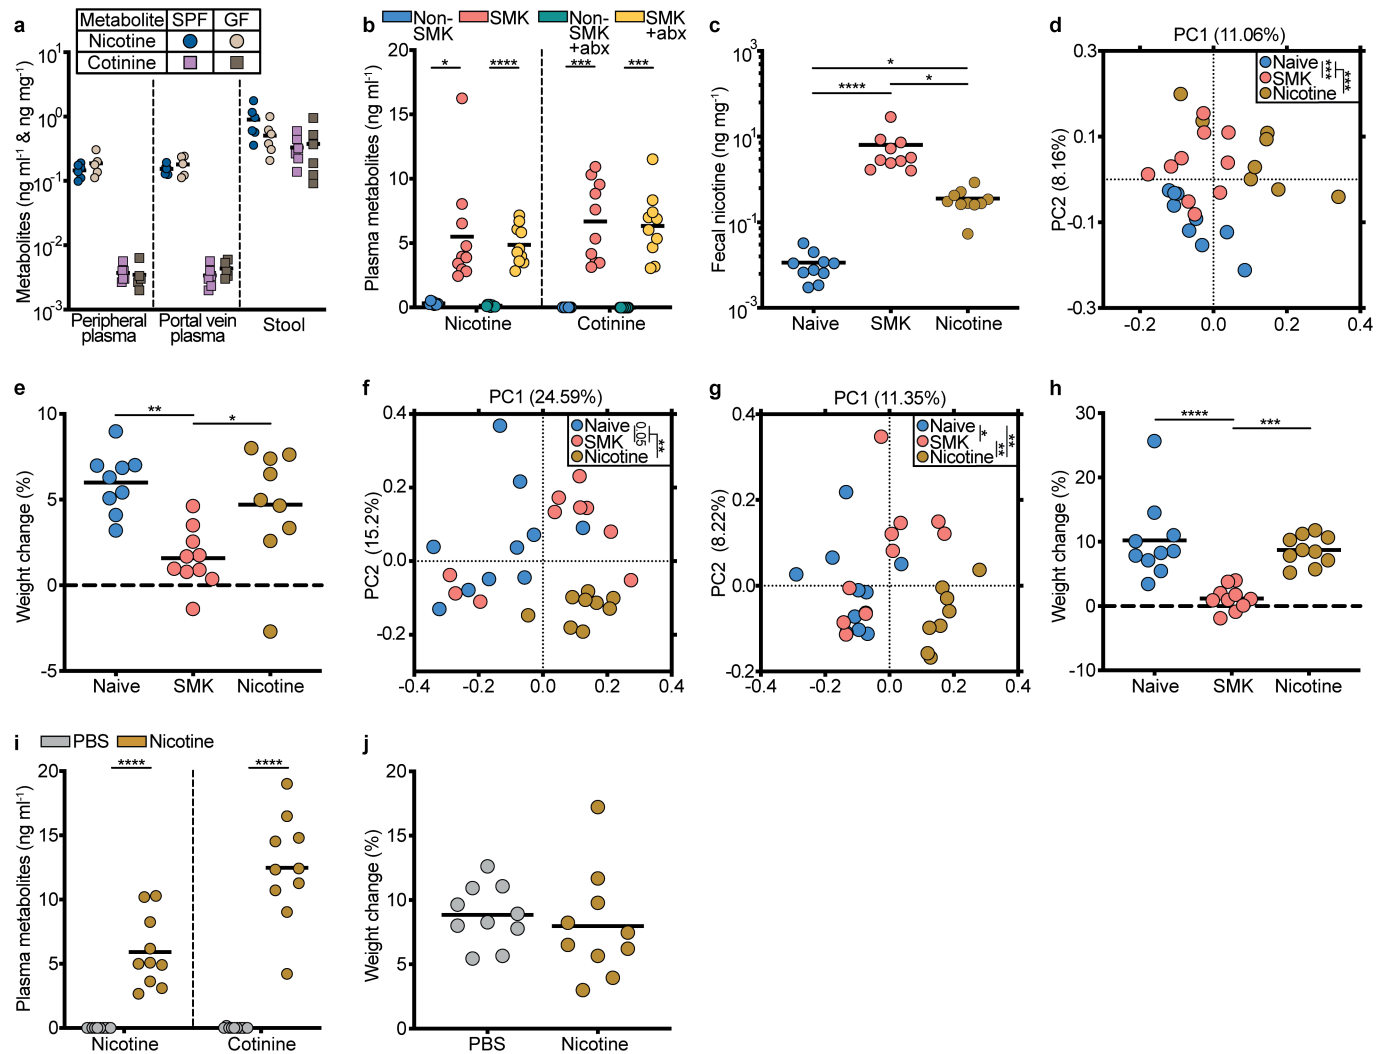 a
Metabolite SPF GF
Nicotine
Cotinine
Metabolites (ng ml⁻¹ & ng mg⁻¹)
10¹
10⁰
10⁻¹
10⁻²
10⁻³
Peripheral plasma
Portal vein plasma
Stool
b
Non-SMK
SMK
Non-SMK +abx
SMK +abx
Plasma metabolites (ng ml⁻¹)
20
15
10
5
0
* **** *** ***
Nicotine Cotinine
c
Fecal nicotine (ng mg⁻¹)
10³
10¹
10⁻¹
10⁻³
*
**** *
Naive SMK Nicotine
d
PC1 (11.06%)
PC2 (8.16%)
0.3
0.1
-0.1
-0.3
Naive
SMK
Nicotine
**** ***
-0.2 0.0 0.2 0.4
e
Weight change (%)
10
5
0
-5
** *
Naive SMK Nicotine
f
PC1 (24.59%)
PC2 (15.2%)
0.4
0.2
0.0
-0.2
Naive
SMK
Nicotine
0.05 **
-0.4 -0.2 0.0 0.2 0.4
g
PC1 (11.35%)
PC2 (8.22%)
0.4
0.2
0.0
-0.2
Naive
SMK
Nicotine
* ** **
-0.4 -0.2 0.0 0.2 0.4
h
Weight change (%)
30
20
10
0
-10
**** ***
Naive SMK Nicotine
i
PBS Nicotine
Plasma metabolites (ng ml⁻¹)
20
15
10
5
0
**** ****
Nicotine Cotinine
j
Weight change (%)
20
15
10
5
0
PBS Nicotine